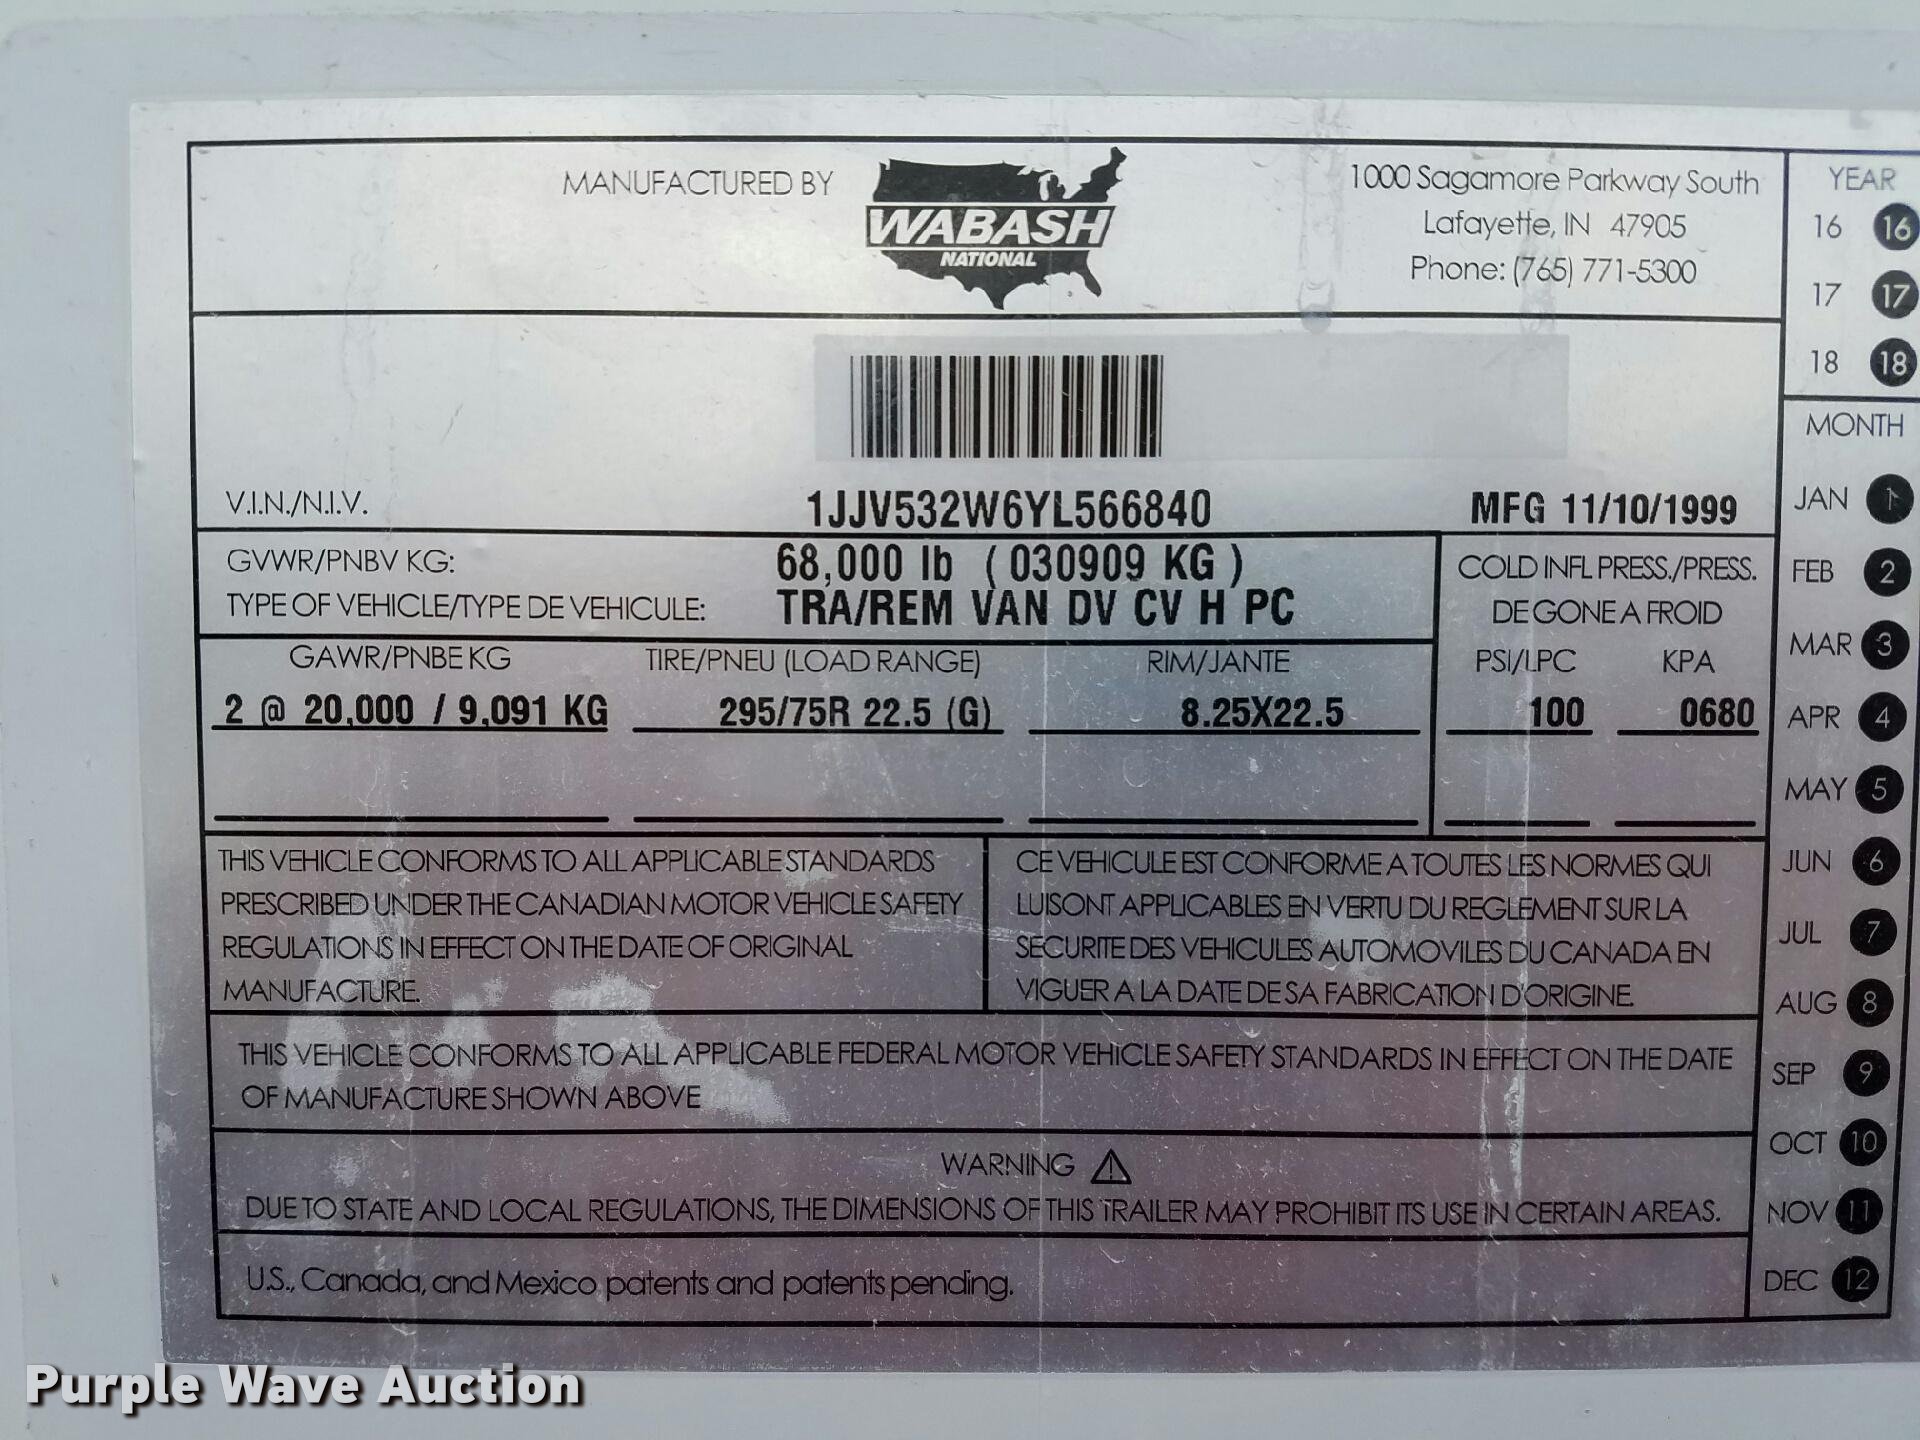 MANUFACTURED BY
WABASH
NATIONAL
1000 Sagamore Parkway South
Lafayette, IN 47905
Phone: (765) 771-5300
V.I.N./N.I.V. 1JJV532W6YL566840 MFG 11/10/1999
GVWR/PNBV KG: 68,000 lb (030909 KG)
TYPE OF VEHICLE/TYPE DE VEHICULE: TRA/REM VAN DV CV H PC
COLD INFL PRESS./PRESS.
DE GONE A FROID
GAWR/PNBE KG TIRE/PNEU (LOAD RANGE) RIM/JANTE PSI/LPC KPA
2 @ 20,000 / 9,091 KG 295/75R 22.5 (G) 8.25X22.5 100 0680
THIS VEHICLE CONFORMS TO ALL APPLICABLE STANDARDS
PRESCRIBED UNDER THE CANADIAN MOTOR VEHICLE SAFETY
REGULATIONS IN EFFECT ON THE DATE OF ORIGINAL
MANUFACTURE.
CE VEHICULE EST CONFORME A TOUTES LES NORMES QUI
LUISONT APPLICABLES EN VERTU DU REGLEMENT SUR LA
SECURITE DES VEHICULES AUTOMOVILES DU CANADA EN
VIGUER A LA DATE DE SA FABRICATION D'ORIGINE.
THIS VEHICLE CONFORMS TO ALL APPLICABLE FEDERAL MOTOR VEHICLE SAFETY STANDARDS IN EFFECT ON THE DATE
OF MANUFACTURE SHOWN ABOVE
WARNING
DUE TO STATE AND LOCAL REGULATIONS, THE DIMENSIONS OF THIS TRAILER MAY PROHIBIT ITS USE IN CERTAIN AREAS.
U.S., Canada, and Mexico patents and patents pending.
YEAR
16 16
17 17
18 18
MONTH
JAN 1
FEB 2
MAR 3
APR 4
MAY 5
JUN 6
JUL 7
AUG 8
SEP 9
OCT 10
NOV 11
DEC 12
Purple Wave Auction